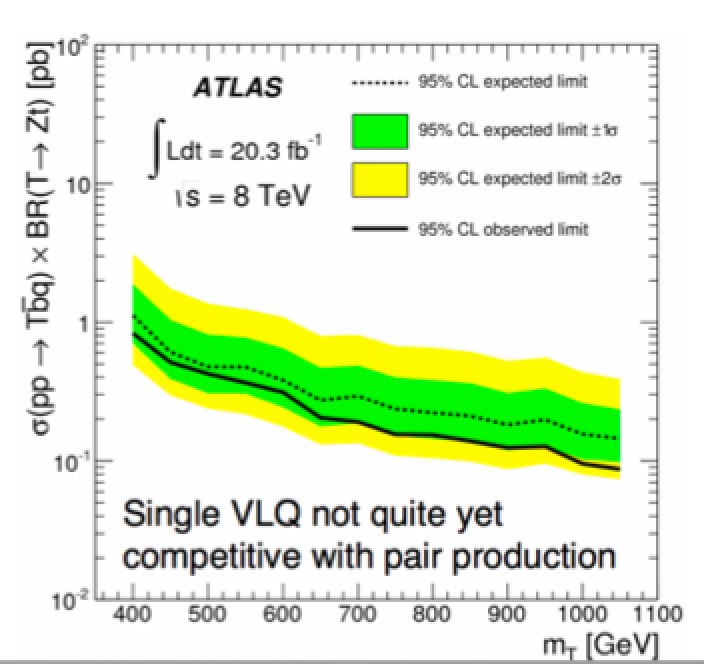 σ(pp → Tb̄q) × BR(T → Zt) [pb]
10²
10
1
10⁻¹
10⁻²
ATLAS
∫Ldt = 20.3 fb⁻¹
√s = 8 TeV
95% CL expected limit
95% CL expected limit ±1σ
95% CL expected limit ±2σ
95% CL observed limit
Single VLQ not quite yet
competitive with pair production
400 500 600 700 800 900 1000 1100
m_T [GeV]